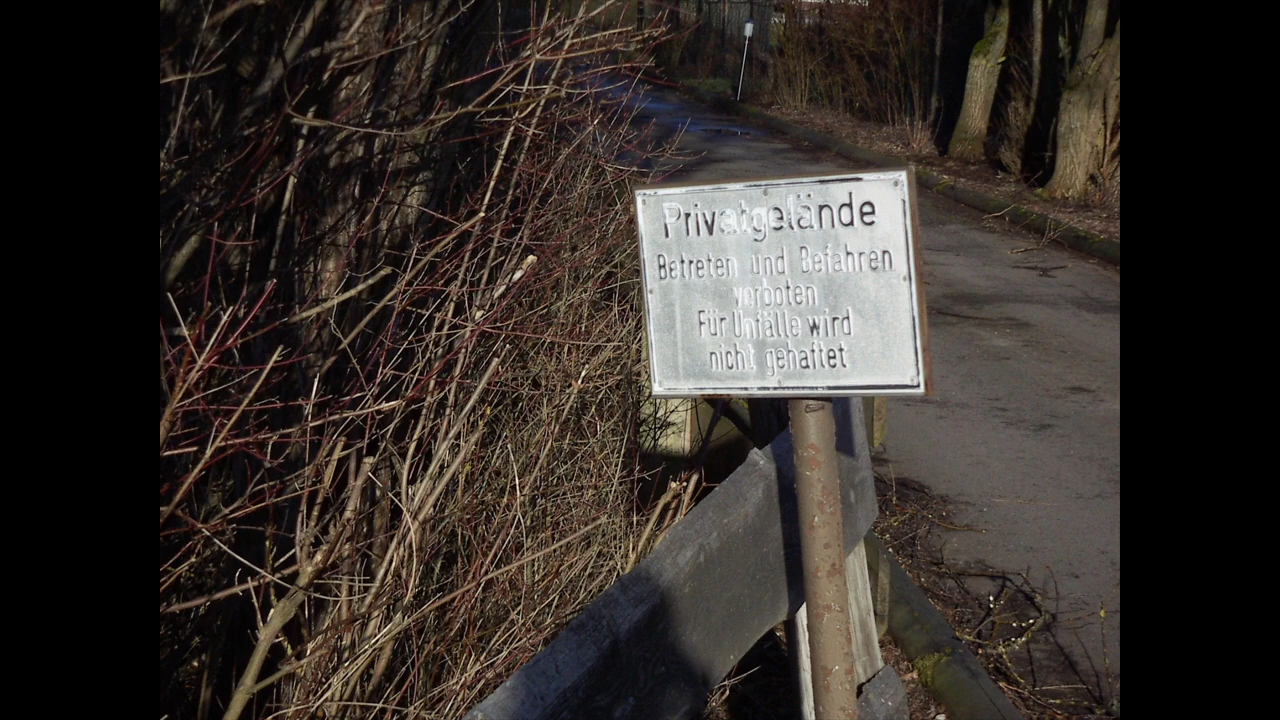 Privatgelände
Betreten und Befahren
verboten
Für Unfälle wird
nicht gehaftet